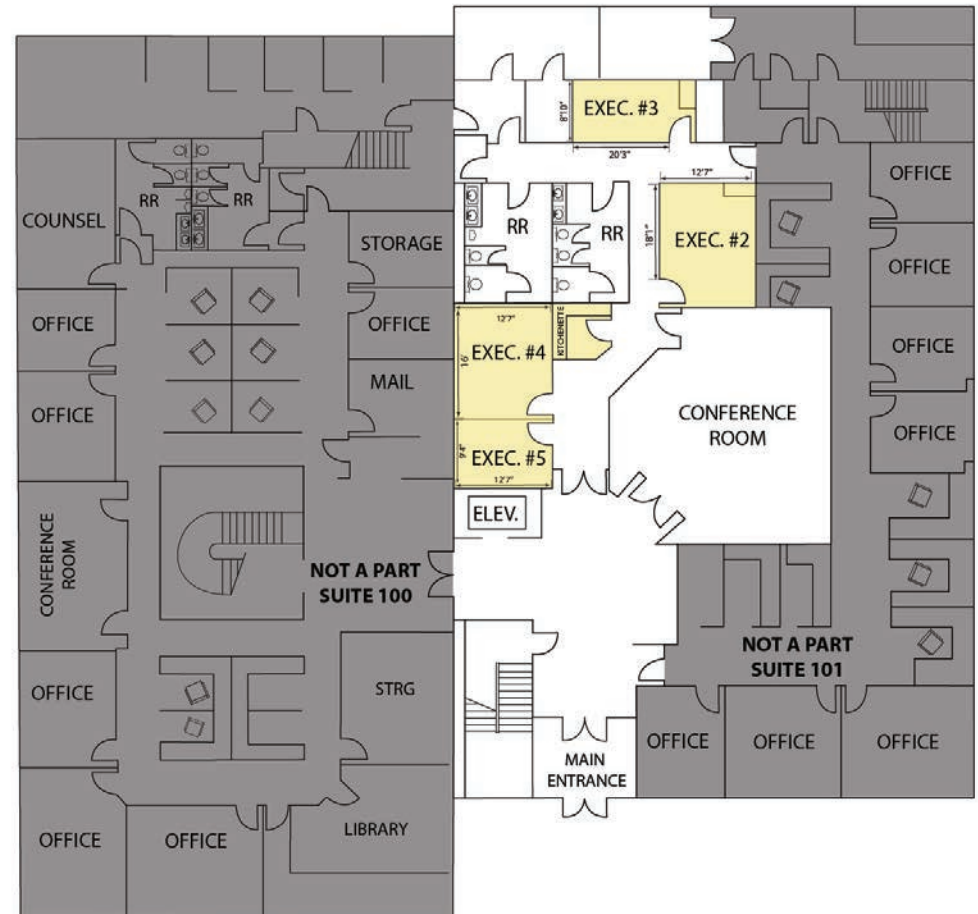 EXEC. #3
8'10"
20'3"
12'7"
18'1"
EXEC. #2
RR
RR
COUNSEL
RR
RR
STORAGE
OFFICE
OFFICE
OFFICE
OFFICE
OFFICE
OFFICE
MAIL
OFFICE
12'7"
16'
EXEC. #4
KITCHENETTE
9'4"
EXEC. #5
12'7"
CONFERENCE
ROOM
ELEV.
CONFERENCE
ROOM
NOT A PART
SUITE 100
NOT A PART
SUITE 101
OFFICE
STRG
MAIN
ENTRANCE
OFFICE
OFFICE
OFFICE
OFFICE
OFFICE
LIBRARY